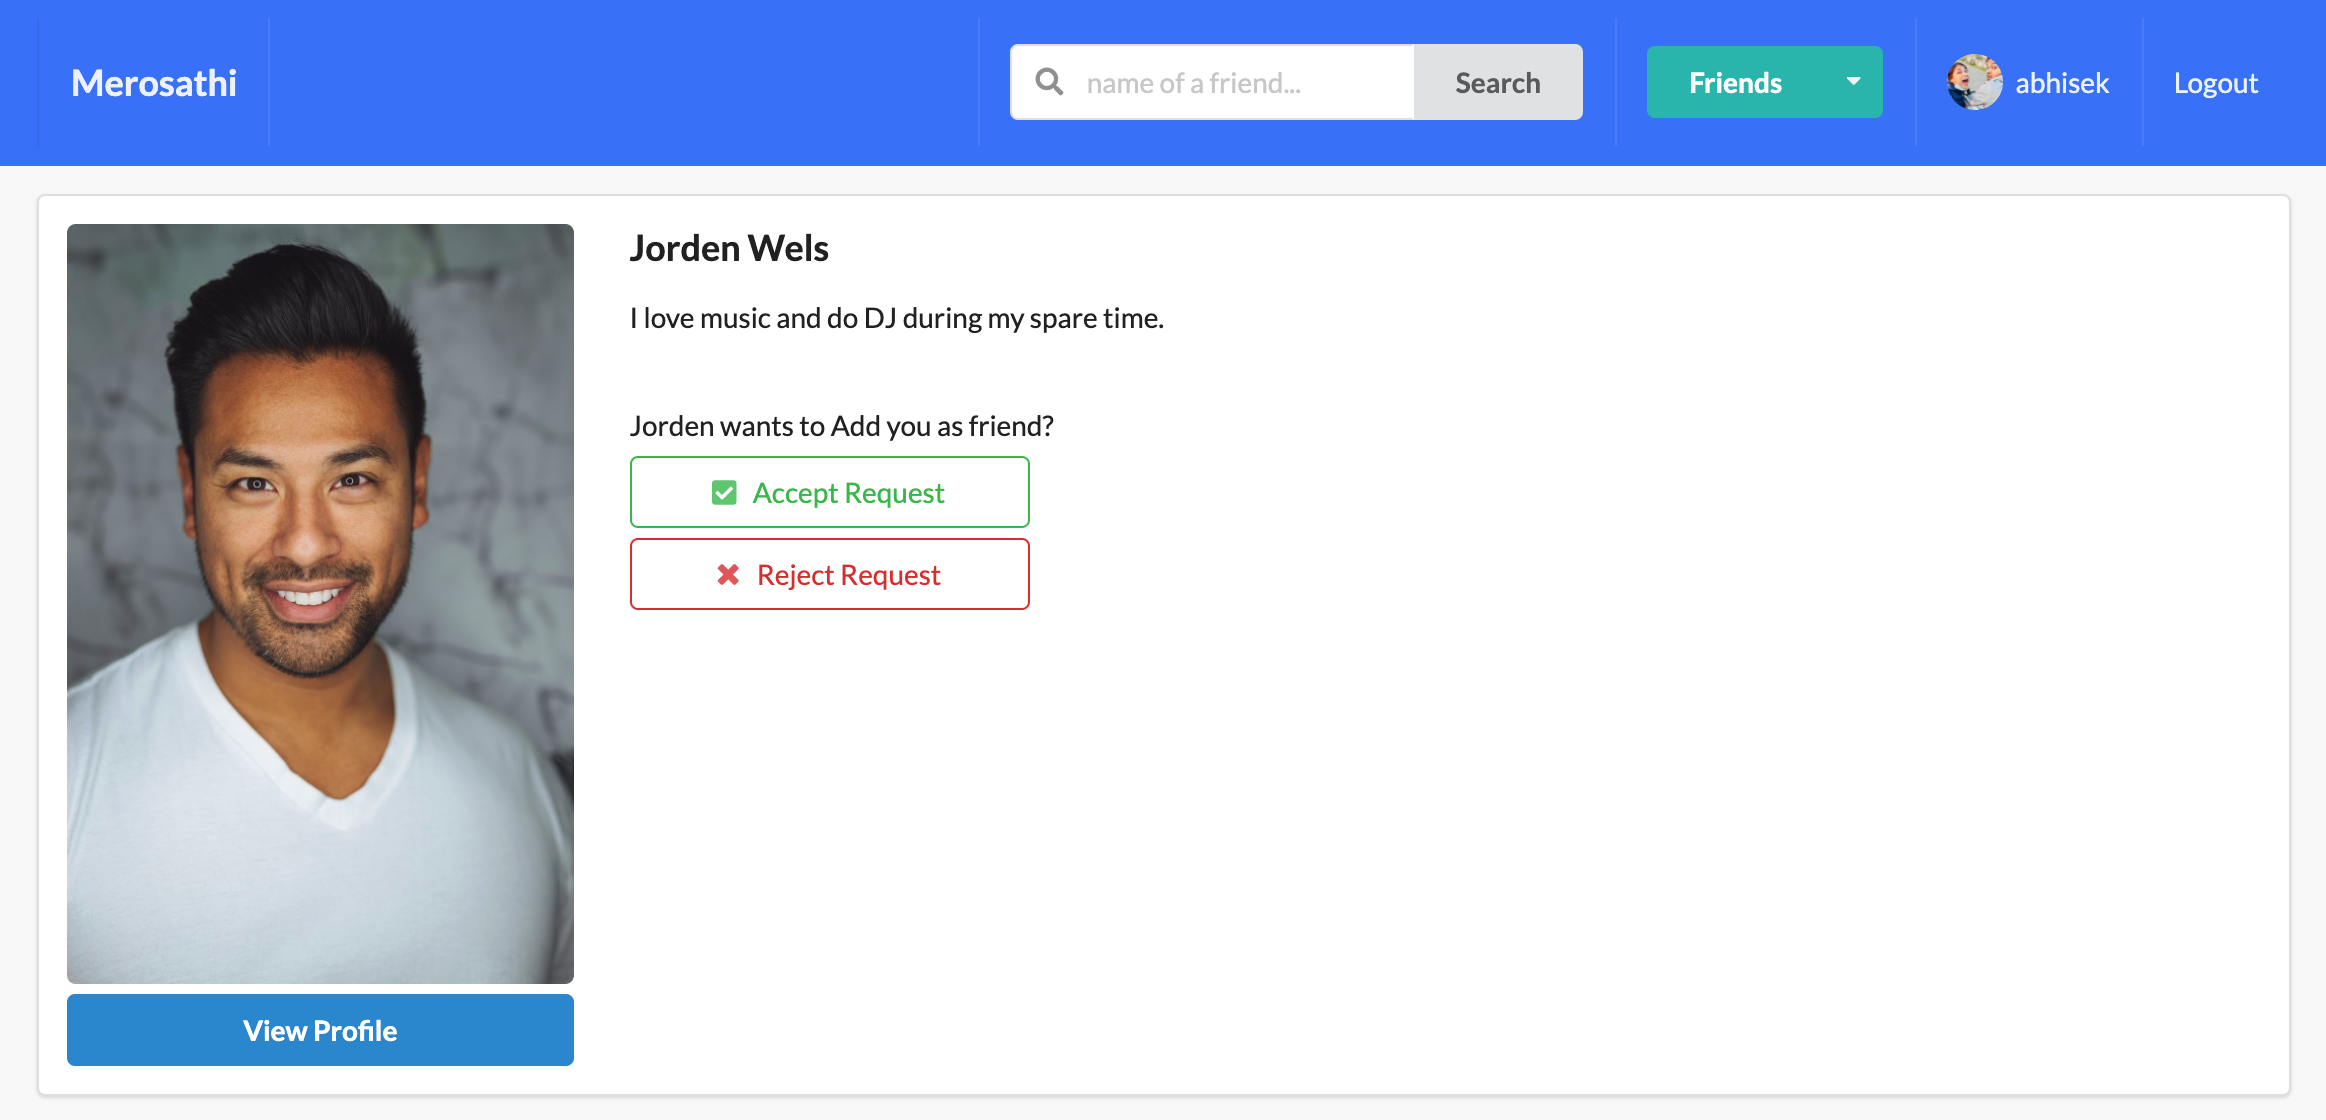 Merosathi
name of a friend...
Search
Friends
abhisek
Logout
Jorden Wels
I love music and do DJ during my spare time.
Jorden wants to Add you as friend?
Accept Request
Reject Request
View Profile